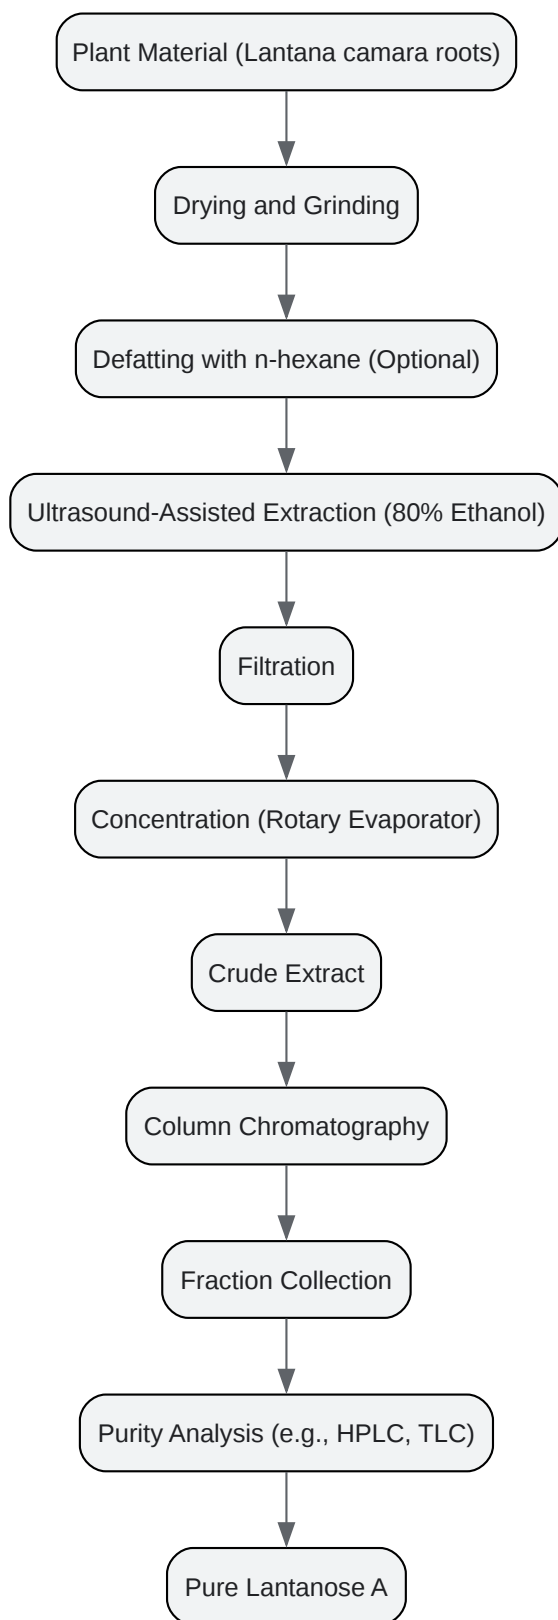 Plant Material (Lantana camara roots)
Drying and Grinding
Defatting with n-hexane (Optional)
Ultrasound-Assisted Extraction (80% Ethanol)
Filtration
Concentration (Rotary Evaporator)
Crude Extract
Column Chromatography
Fraction Collection
Purity Analysis (e.g., HPLC, TLC)
Pure Lantanose A